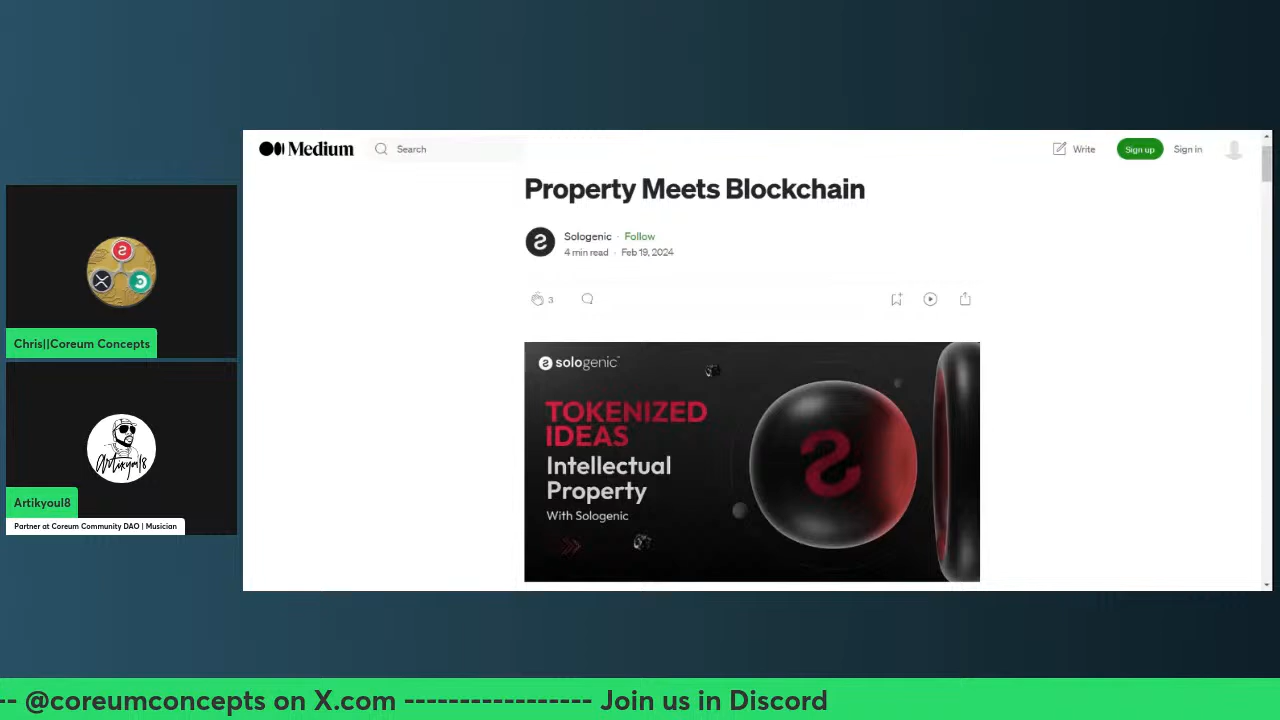 Medium
Search
Write
Sign up
Sign in
Property Meets Blockchain
Sologenic · Follow
4 min read · Feb 19, 2024
3
sologenic™
TOKENIZED
IDEAS
Intellectual
Property
With Sologenic
Chris||Coreum Concepts
Artikyoul8
Artikyoul8
Partner at Coreum Community DAO | Musician
-- @coreumconcepts on X.com ----------------- Join us in Discord